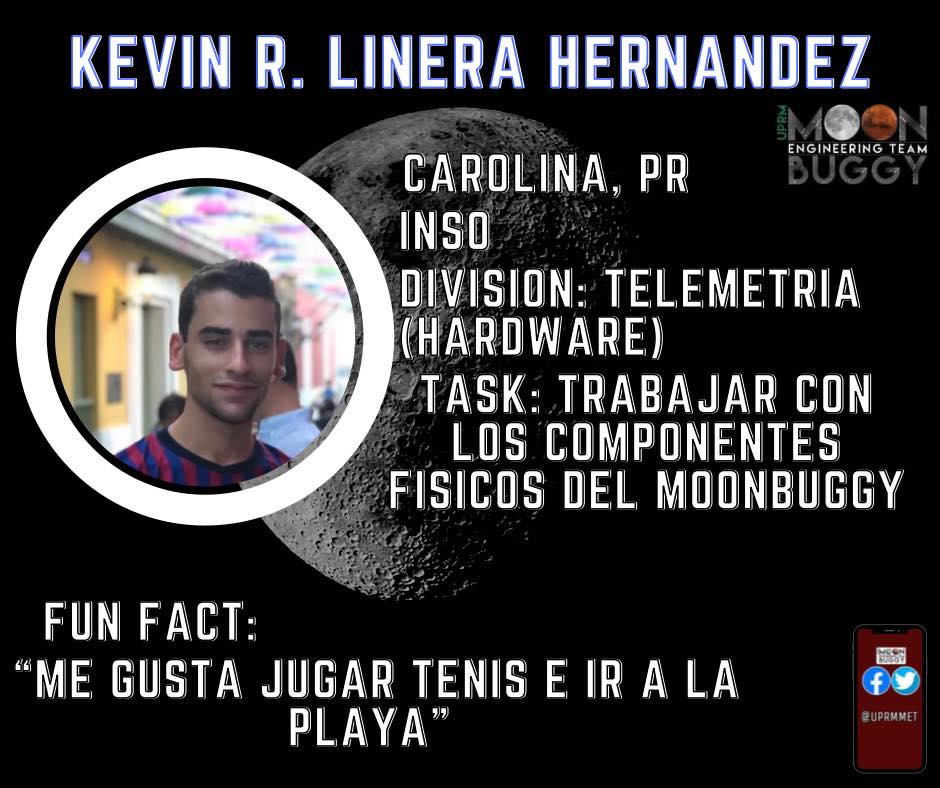 KEVIN R. LINERA HERNANDEZ
UPRM
MOON
ENGINEERING TEAM
BUGGY
CAROLINA, PR
INSO
DIVISION: TELEMETRIA
(HARDWARE)
TASK: TRABAJAR CON
LOS COMPONENTES
FISICOS DEL MOONBUGGY
FUN FACT:
“ME GUSTA JUGAR TENIS E IR A LA
PLAYA”
MOON
BUGGY
@UPRMMET